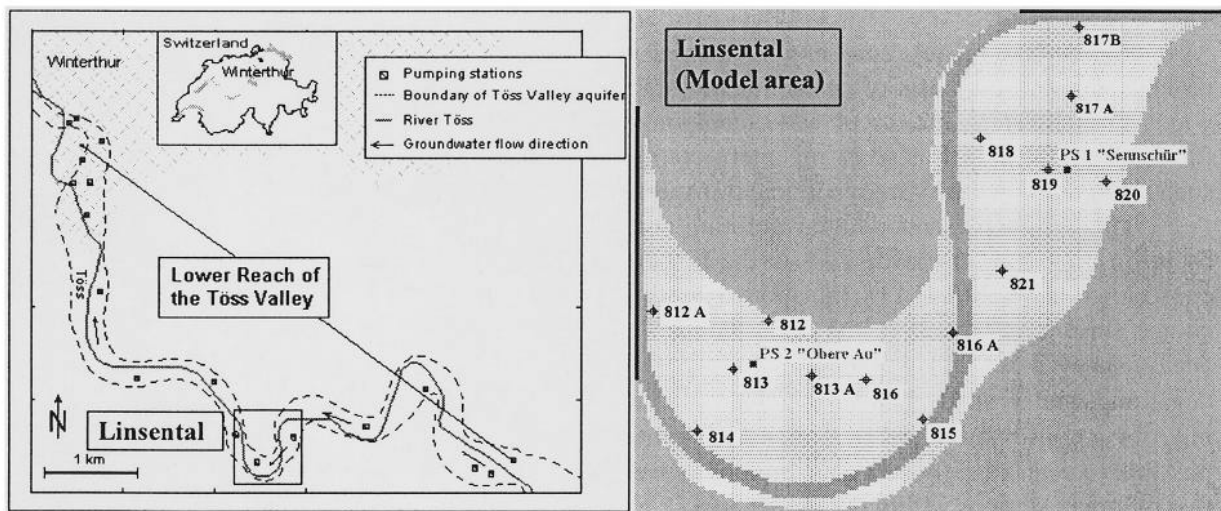 Switzerland
Winterthur
Winterthur
Pumping stations
Boundary of Töss Valley aquifer
River Töss
Groundwater flow direction
Töss
Lower Reach of
the Töss Valley
N
Linsental
1 km
Linsental
(Model area)
817B
817 A
818
PS 1 "Sennschür"
819
820
821
812 A
812
816 A
PS 2 "Obere Au"
813
813 A
816
814
815